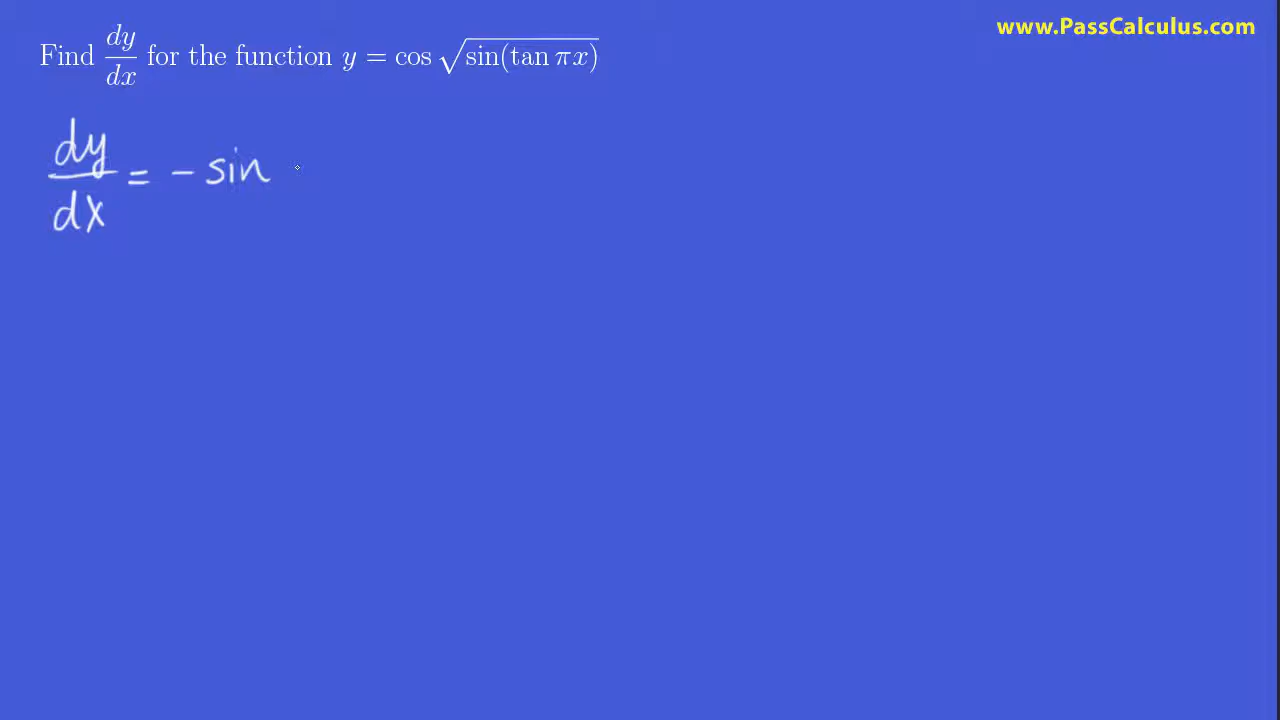 www.PassCalculus.com
Find dy/dx for the function y = cos √sin(tan πx)
dy/dx = - sin